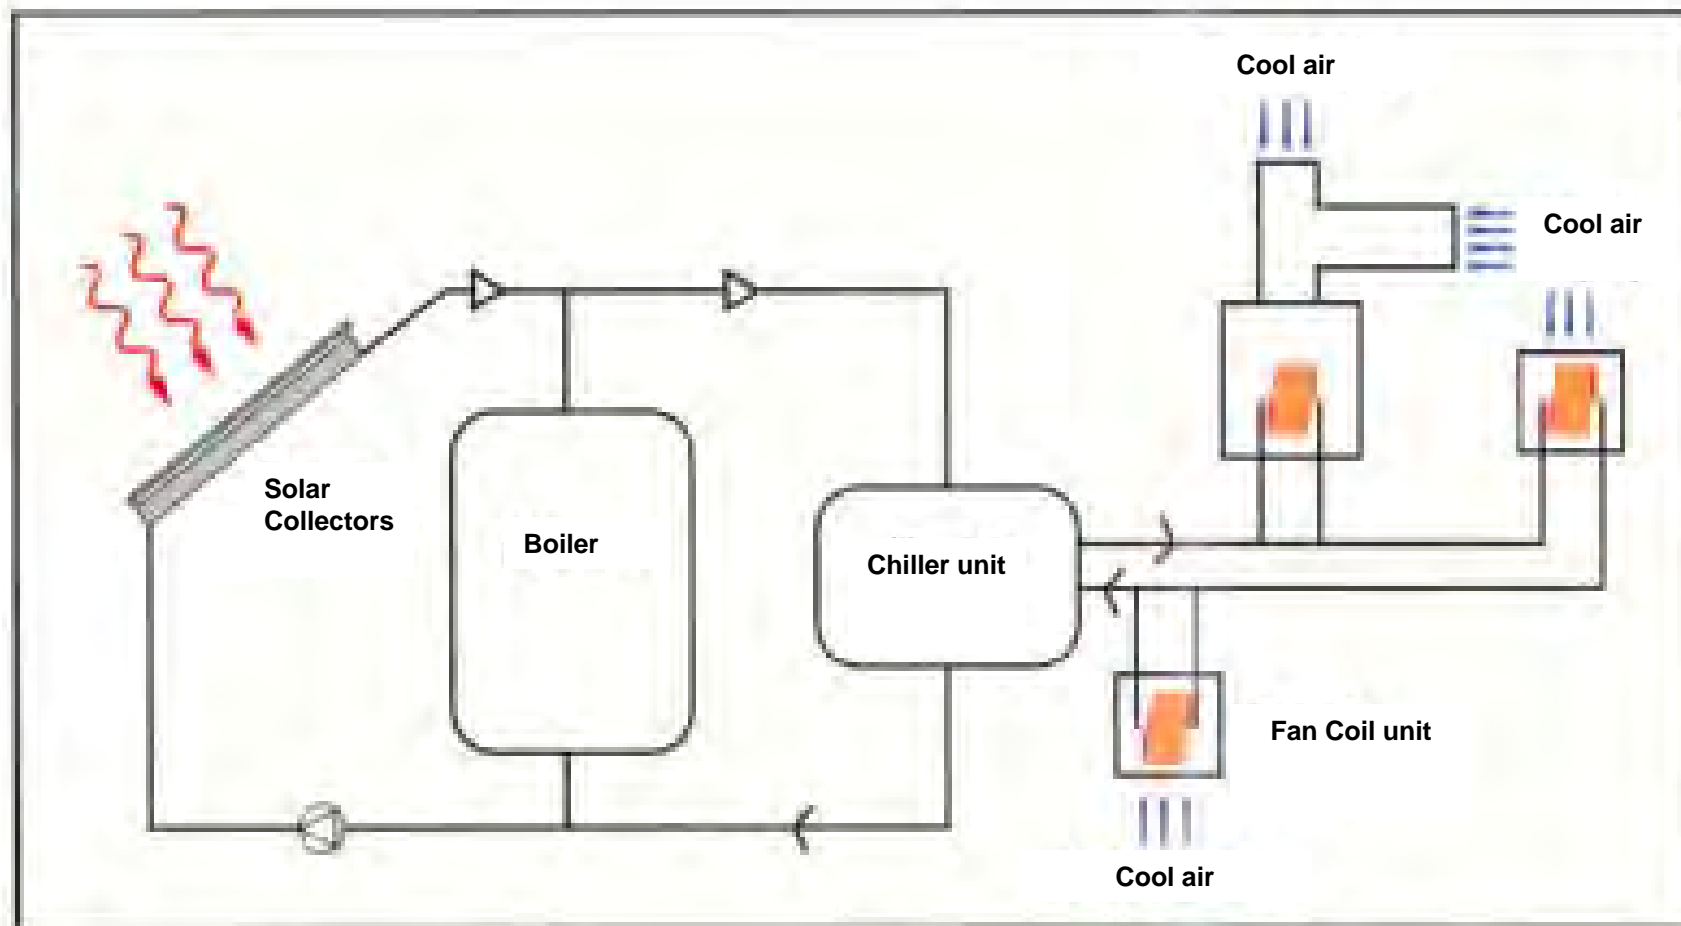 Cool air
Cool air
Solar
Collectors
Boiler
Chiller unit
Fan Coil unit
Cool air